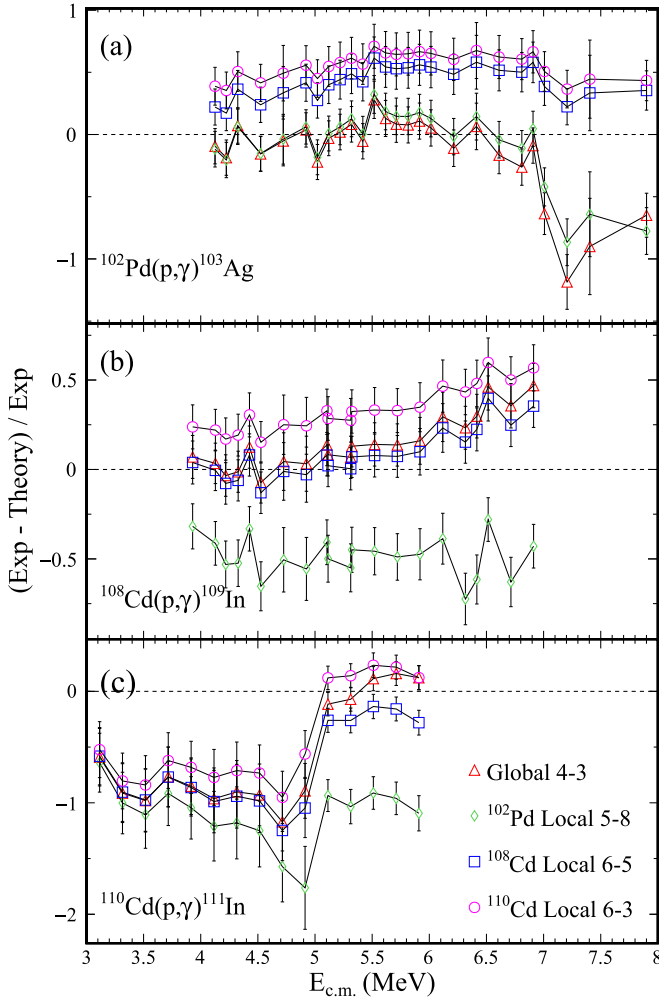 1
(a)
0
−1
¹⁰²Pd(p,γ)¹⁰³Ag
(b)
0.5
0
−0.5
¹⁰⁸Cd(p,γ)¹⁰⁹In
(Exp - Theory) / Exp
(c)
0
−1
−2
Global 4-3
¹⁰²Pd Local 5-8
¹⁰⁸Cd Local 6-5
¹¹⁰Cd Local 6-3
¹¹⁰Cd(p,γ)¹¹¹In
3 3.5 4 4.5 5 5.5 6 6.5 7 7.5 8
E_c.m. (MeV)